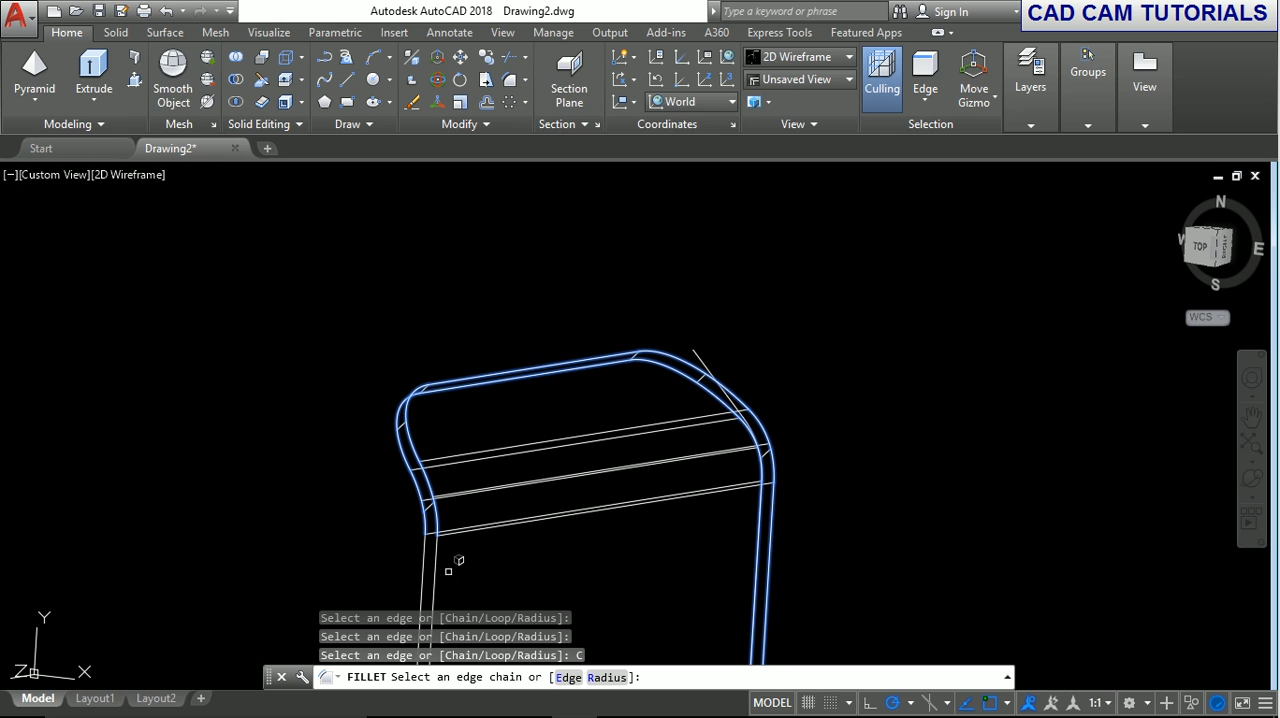 Autodesk AutoCAD 2018 Drawing2.dwg
Type a keyword or phrase
Sign In
CAD CAM TUTORIALS
Home Solid Surface Mesh Visualize Parametric Insert Annotate View Manage Output Add-ins A360 Express Tools Featured Apps
Pyramid
Extrude
Smooth Object
Section Plane
2D Wireframe
Unsaved View
World
Culling
Edge
Move Gizmo
Layers
Groups
View
Modeling
Mesh
Solid Editing
Draw
Modify
Section
Coordinates
View
Selection
Start
Drawing2*
[−][Custom View][2D Wireframe]
N
W
TOP
E
S
WCS
Select an edge or [Chain/Loop/Radius]:
Select an edge or [Chain/Loop/Radius]:
Select an edge or [Chain/Loop/Radius]: C
FILLET Select an edge chain or [Edge Radius]:
Y
Z
X
Model
Layout1
Layout2
MODEL
1:1